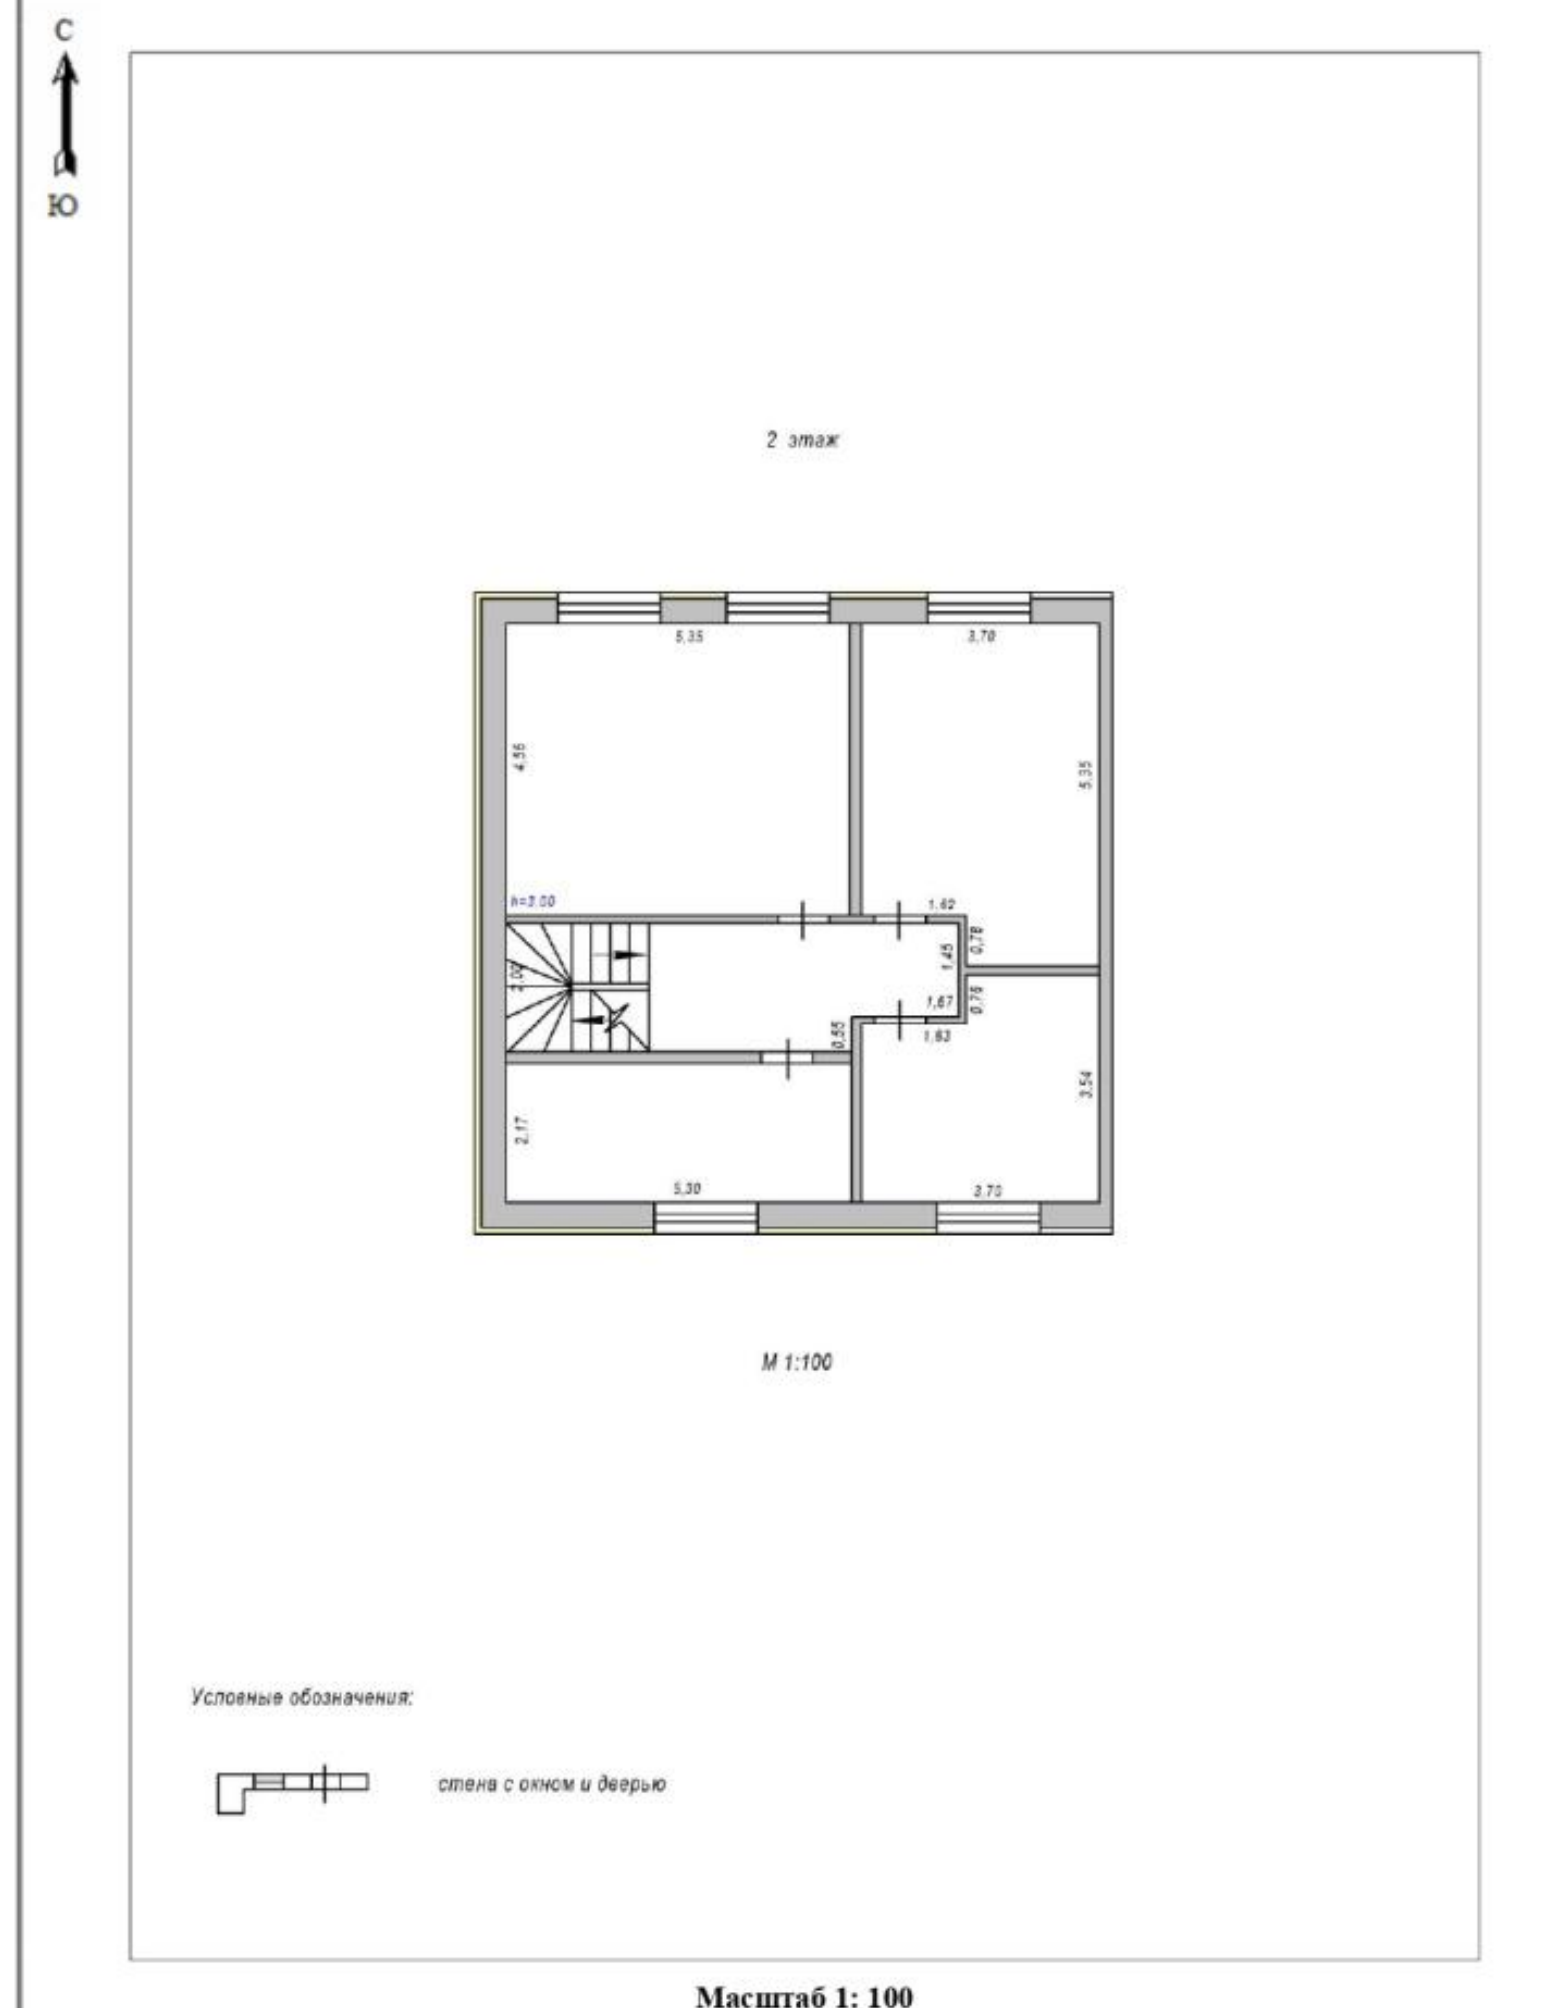 С
Ю
2 этаж
5,35
3,70
4,56
5,35
h=3,00
1,62
0,78
1,45
2,00
1,67
0,76
0,55
1,63
3,54
2,17
5,30
3,70
М 1:100
Условные обозначения:
стена с окном и дверью
Масштаб 1: 100